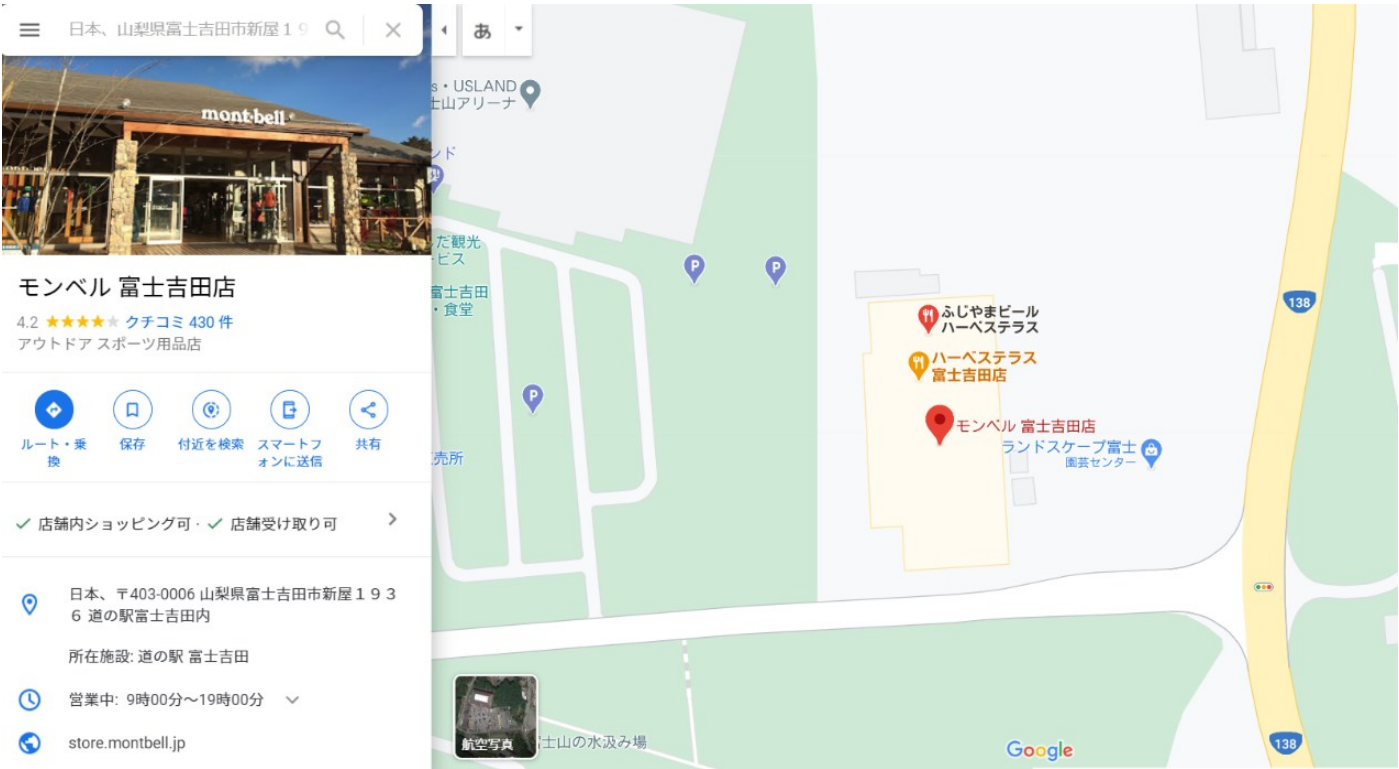 日本、山梨県富士吉田市新屋１９
あ
mont-bell
モンベル 富士吉田店
4.2 クチコミ 430 件
アウトドア スポーツ用品店
ルート・乗
換
保存
付近を検索
スマートフ
ォンに送信
共有
店舗内ショッピング可 · 店舗受け取り可
日本、〒403-0006 山梨県富士吉田市新屋１９３
６ 道の駅富士吉田内
所在施設: 道の駅 富士吉田
営業中: 9時00分～19時00分
store.montbell.jp
s・USLAND
士山アリーナ
ンド
だ観光
ービス
富士吉田
・食堂
売所
P
P
P
ふじやまビール
ハーベステラス
ハーベステラス
富士吉田店
モンベル 富士吉田店
ランドスケープ富士
園芸センター
138
138
航空写真
士山の水汲み場
Google